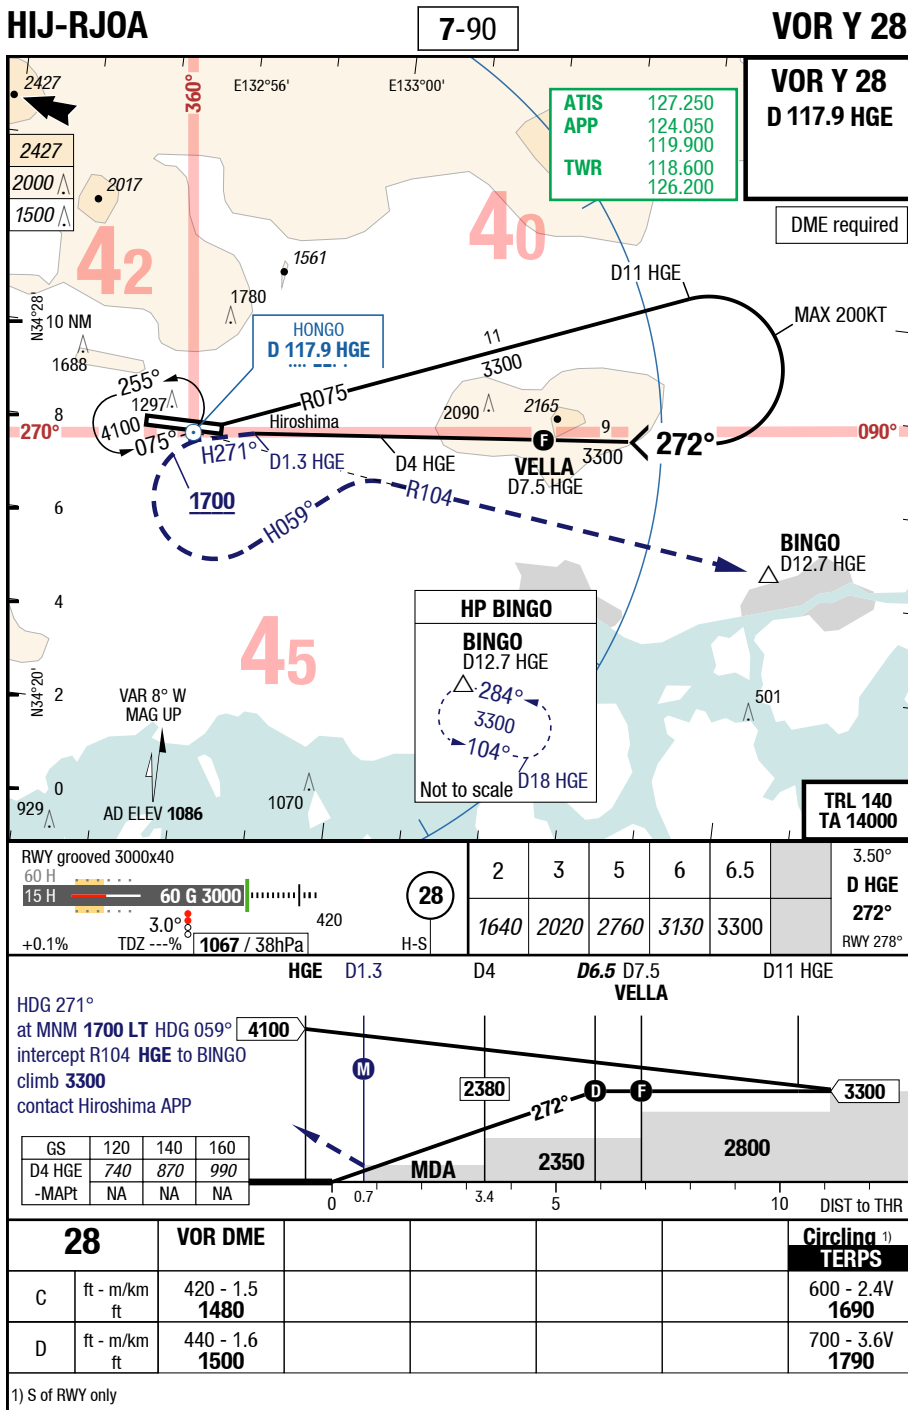 HIJ-RJOA
7-90
VOR Y 28
VOR Y 28
D 117.9 HGE
DME required
ATIS 127.250
APP 124.050
119.900
TWR 118.600
126.200
2427
360°
E132°56'
E133°00'
2427
2000
1500
2017
42
40
1561
1780
D11 HGE
MAX 200KT
N34°28'
10 NM
1688
HONGO
D 117.9 HGE
11
3300
R075
255°
1297
4100
075°
8
270°
Hiroshima
2090
2165
9
3300
272°
090°
H271°
D1.3 HGE
D4 HGE
VELLA
D7.5 HGE
R104
1700
H059°
6
BINGO
D12.7 HGE
4
HP BINGO
BINGO
D12.7 HGE
284°
3300
104°
D18 HGE
Not to scale
45
N34°20'
2
VAR 8° W
MAG UP
501
0
929
AD ELEV 1086
1070
TRL 140
TA 14000
RWY grooved 3000x40
60 H
15 H
60 G 3000
3.0°
420
+0.1%
TDZ ---%
1067 / 38hPa
28
H-S
2 3 5 6 6.5
1640 2020 2760 3130 3300
3.50°
D HGE
272°
RWY 278°
HGE D1.3 D4 D6.5 D7.5 D11 HGE
VELLA
HDG 271°
at MNM 1700 LT HDG 059°
intercept R104 HGE to BINGO
climb 3300
contact Hiroshima APP
4100
M
2380
272°
D
F
3300
MDA
2350
2800
GS 120 140 160
D4 HGE 740 870 990
-MAPt NA NA NA
0 0.7 3.4 5 10 DIST to THR
28 VOR DME Circling 1)
TERPS
C ft - m/km 420 - 1.5 600 - 2.4V
ft 1480 1690
D ft - m/km 440 - 1.6 700 - 3.6V
ft 1500 1790
1) S of RWY only